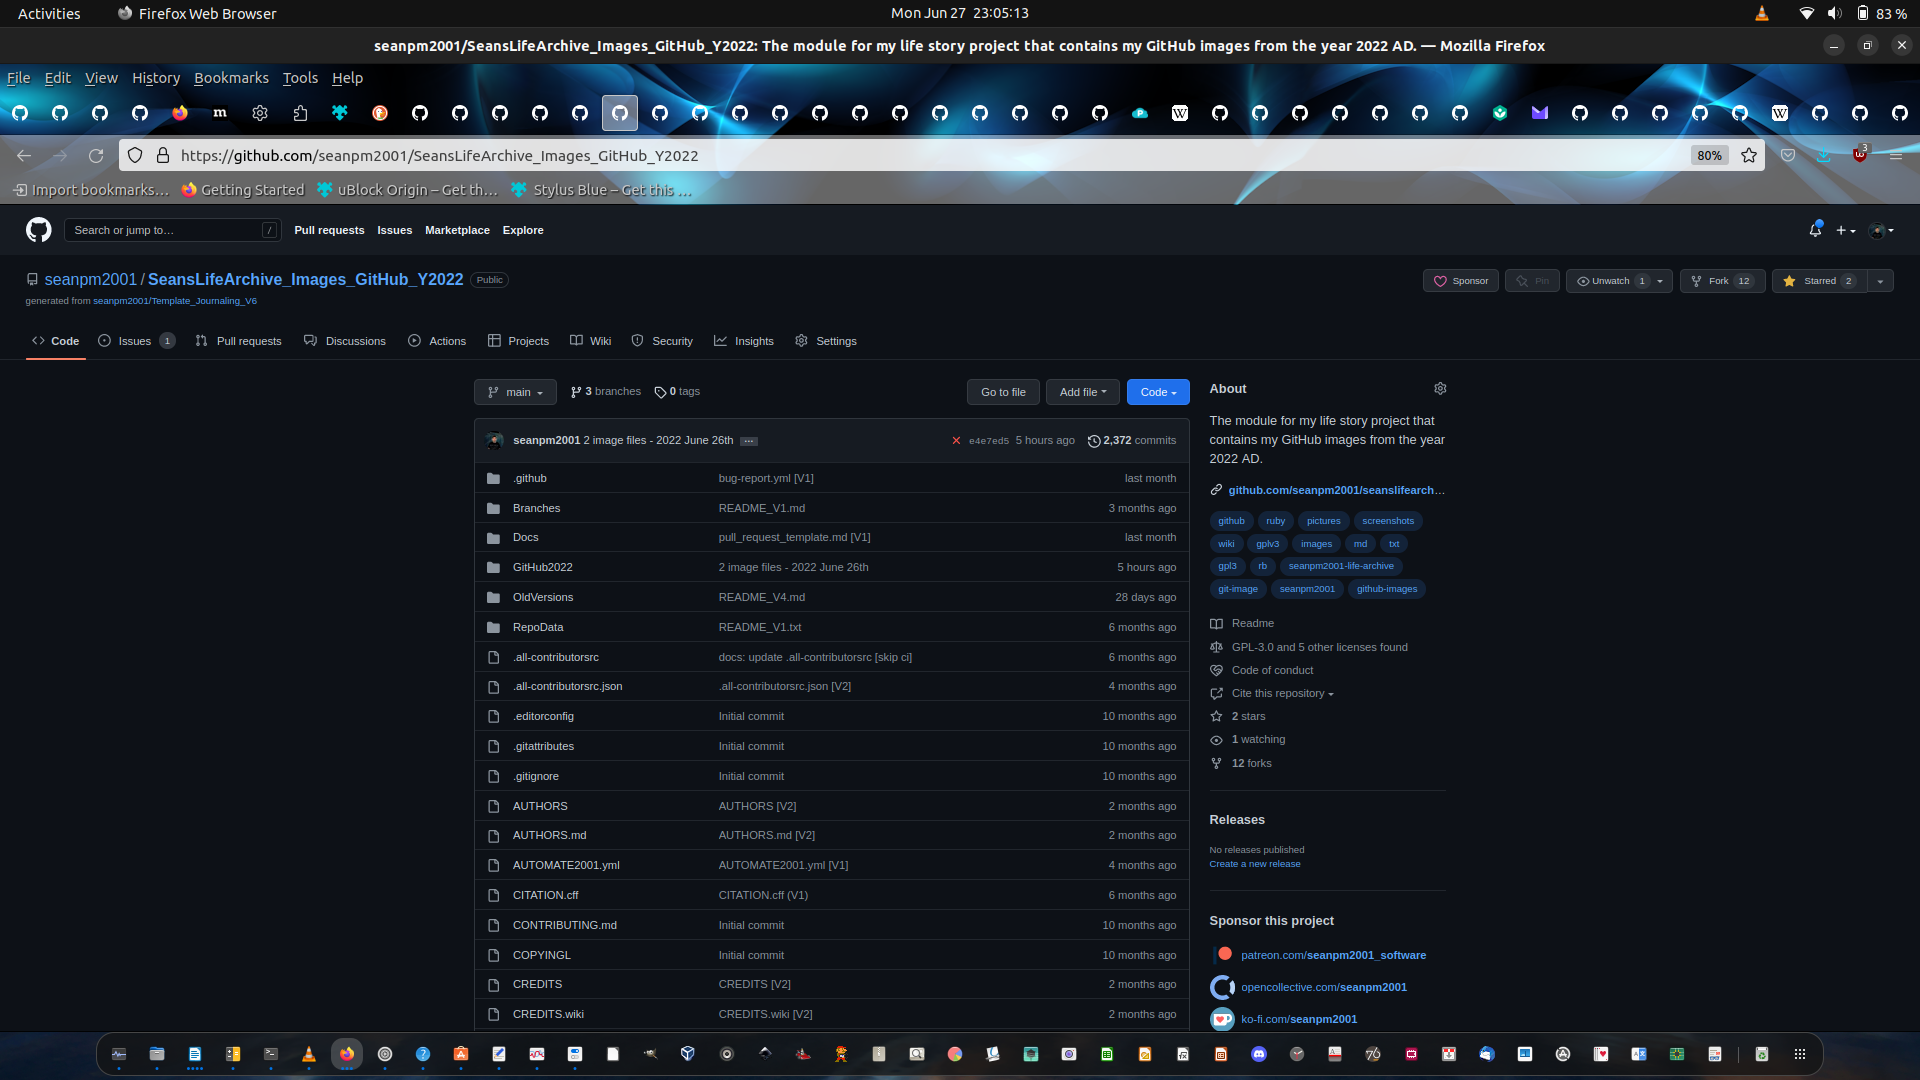 Activities Firefox Web Browser Mon Jun 27 23:05:13 83 %
seanpm2001/SeansLifeArchive_Images_GitHub_Y2022: The module for my life story project that contains my GitHub images from the year 2022 AD. — Mozilla Firefox
File Edit View History Bookmarks Tools Help
https://github.com/seanpm2001/SeansLifeArchive_Images_GitHub_Y2022 80% 3
Import bookmarks… Getting Started uBlock Origin – Get th… Stylus Blue – Get this …
Search or jump to… / Pull requests Issues Marketplace Explore
seanpm2001 / SeansLifeArchive_Images_GitHub_Y2022 Public Sponsor Pin Unwatch 1 Fork 12 Starred 2
generated from seanpm2001/Template_Journaling_V6
Code Issues 1 Pull requests Discussions Actions Projects Wiki Security Insights Settings
main 3 branches 0 tags Go to file Add file Code
seanpm2001 2 image files - 2022 June 26th … e4e7ed5 5 hours ago 2,372 commits
.github bug-report.yml [V1] last month
Branches README_V1.md 3 months ago
Docs pull_request_template.md [V1] last month
GitHub2022 2 image files - 2022 June 26th 5 hours ago
OldVersions README_V4.md 28 days ago
RepoData README_V1.txt 6 months ago
.all-contributorsrc docs: update .all-contributorsrc [skip ci] 6 months ago
.all-contributorsrc.json .all-contributorsrc.json [V2] 4 months ago
.editorconfig Initial commit 10 months ago
.gitattributes Initial commit 10 months ago
.gitignore Initial commit 10 months ago
AUTHORS AUTHORS [V2] 2 months ago
AUTHORS.md AUTHORS.md [V2] 2 months ago
AUTOMATE2001.yml AUTOMATE2001.yml [V1] 4 months ago
CITATION.cff CITATION.cff (V1) 6 months ago
CONTRIBUTING.md Initial commit 10 months ago
COPYINGL Initial commit 10 months ago
CREDITS CREDITS [V2] 2 months ago
CREDITS.wiki CREDITS.wiki [V2] 2 months ago
About
The module for my life story project that
contains my GitHub images from the year
2022 AD.
github.com/seanpm2001/seanslifearch…
github ruby pictures screenshots
wiki gplv3 images md txt
gpl3 rb seanpm2001-life-archive
git-image seanpm2001 github-images
Readme
GPL-3.0 and 5 other licenses found
Code of conduct
Cite this repository
2 stars
1 watching
12 forks
Releases
No releases published
Create a new release
Sponsor this project
patreon.com/seanpm2001_software
opencollective.com/seanpm2001
ko-fi.com/seanpm2001